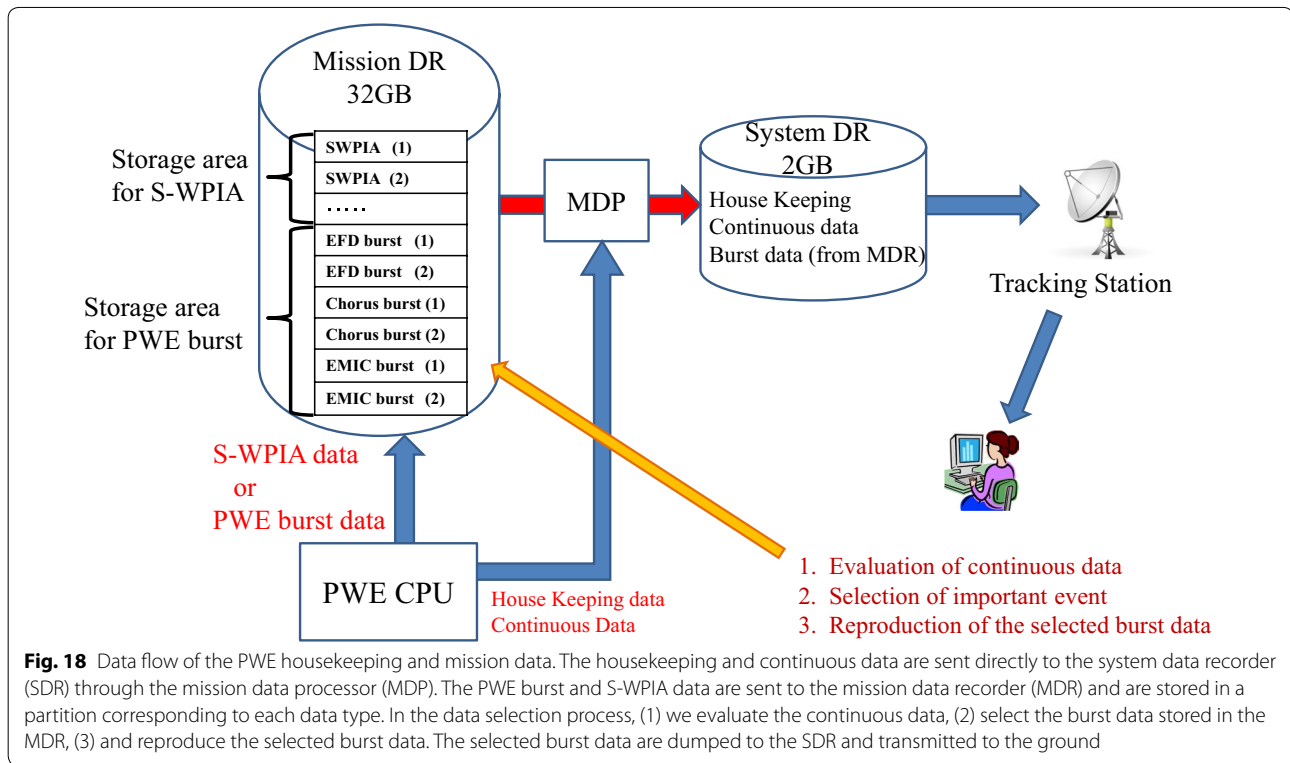 Mission DR
32GB
Storage area
for S-WPIA
SWPIA (1)
SWPIA (2)
.....
EFD burst (1)
EFD burst (2)
Chorus burst (1)
Chorus burst (2)
EMIC burst (1)
EMIC burst (2)
Storage area
for PWE burst
MDP
System DR
2GB
House Keeping
Continuous data
Burst data (from MDR)
Tracking Station
S-WPIA data
or
PWE burst data
PWE CPU
House Keeping data
Continuous Data
1. Evaluation of continuous data
2. Selection of important event
3. Reproduction of the selected burst data
Fig. 18 Data flow of the PWE housekeeping and mission data. The housekeeping and continuous data are sent directly to the system data recorder
(SDR) through the mission data processor (MDP). The PWE burst and S-WPIA data are sent to the mission data recorder (MDR) and are stored in a
partition corresponding to each data type. In the data selection process, (1) we evaluate the continuous data, (2) select the burst data stored in the
MDR, (3) and reproduce the selected burst data. The selected burst data are dumped to the SDR and transmitted to the ground